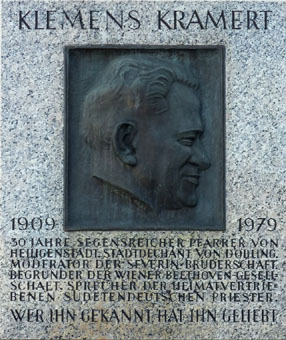 KLEMENS KRAMERT
1909 1979
30 JAHRE SEGENSREICHER PFARRER VON
HEILIGENSTADT, STADTDECHANT VON DÖBLING,
MODERATOR DER SEVERIN-BRUDERSCHAFT,
BEGRÜNDER DER WIENER BEETHOVEN GESELL-
SCHAFT, SPRECHER DER HEIMATVERTRIE-
BENEN SUDETENDEUTSCHEN PRIESTER.
WER IHN GEKANNT HAT IHN GELIEBT